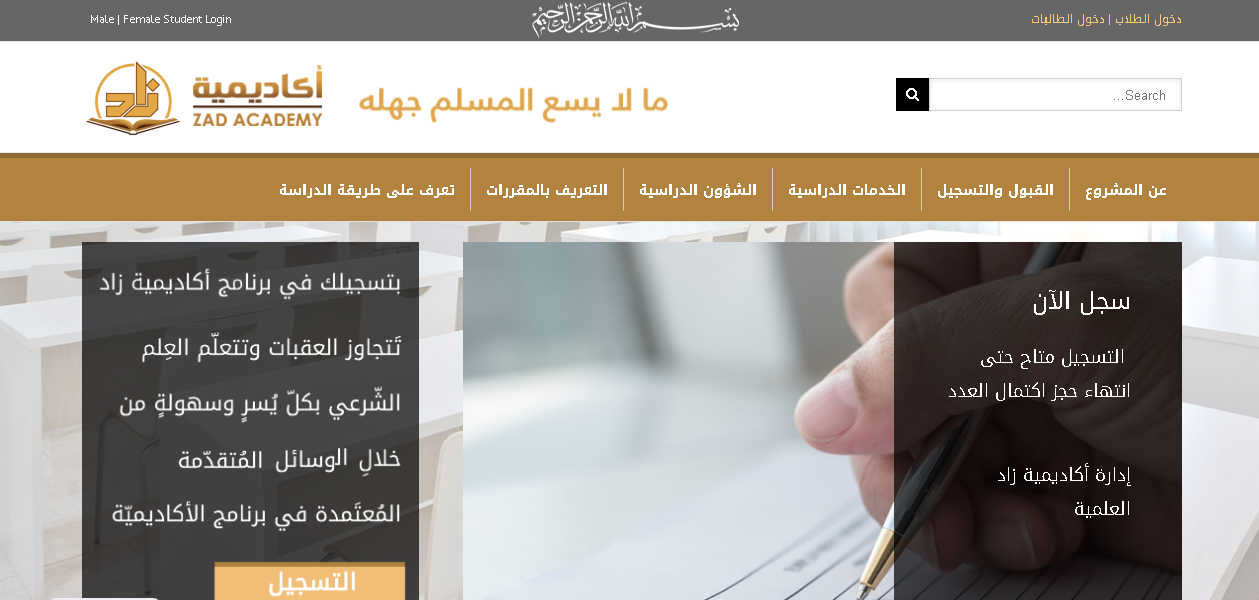 Male | Female Student Login
بسم الله الرحمن الرحيم
دخول الطلاب | دخول الطالبات
أكاديمية
زاد
ZAD ACADEMY
ما لا يسع المسلم جهله
Search...
عن المشروع
القبول والتسجيل
الخدمات الدراسية
الشؤون الدراسية
التعريف بالمقررات
تعرف على طريقة الدراسة
سجل الآن
التسجيل متاح حتى
انتهاء حجز اكتمال العدد
إدارة أكاديمية زاد
العلمية
بتسجيلك في برنامج أكاديمية زاد
تَتجاوز العقبات وتتعلّم العِلم
الشّرعي بكلّ يُسرٍ وسهولةٍ من
خلالِ الوسائل المُتقدّمة
المُعتَمدة في برنامج الأكاديميّة
التسجيل